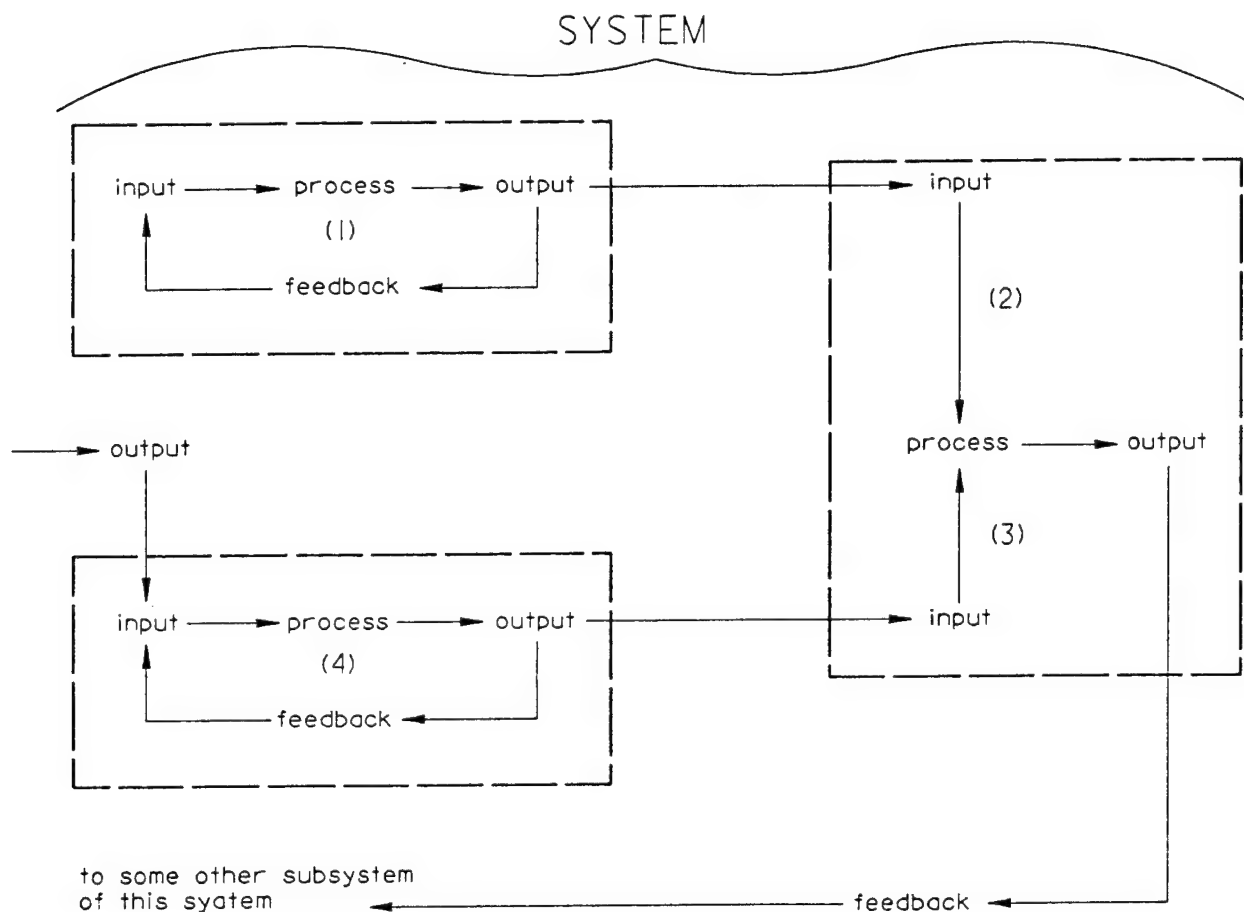 SYSTEM
input process output
(1)
feedback
input
(2)
output
process output
(3)
input process output
input
(4)
feedback
to some other subsystem
of this syatem
feedback